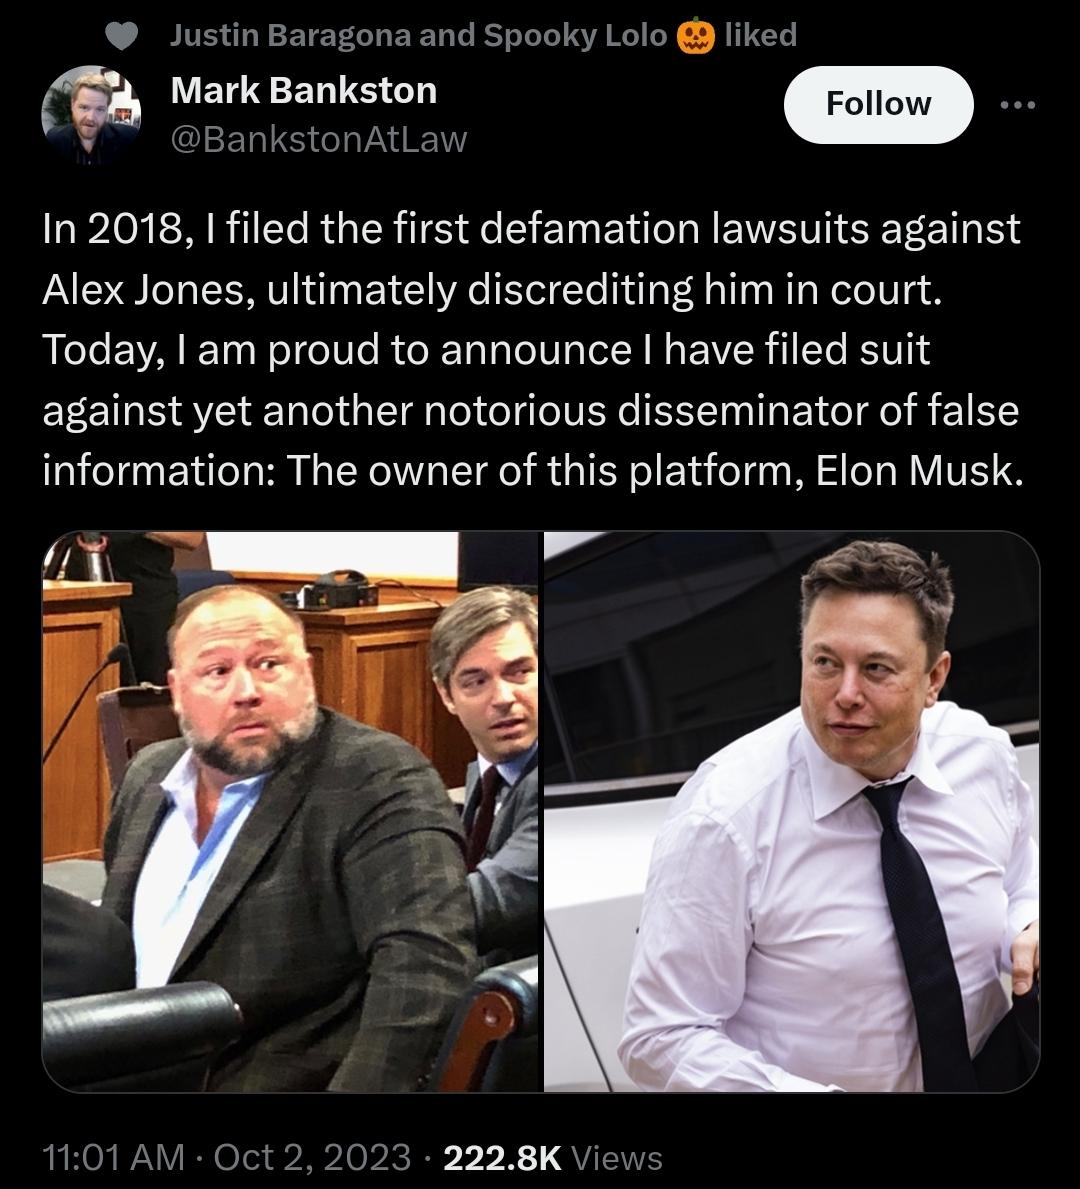 Justin Baragona and Spooky Lolo 🎃 liked
Mark Bankston
@BankstonAtLaw
Follow
In 2018, I filed the first defamation lawsuits against
Alex Jones, ultimately discrediting him in court.
Today, I am proud to announce I have filed suit
against yet another notorious disseminator of false
information: The owner of this platform, Elon Musk.
11:01 AM · Oct 2, 2023 · 222.8K Views